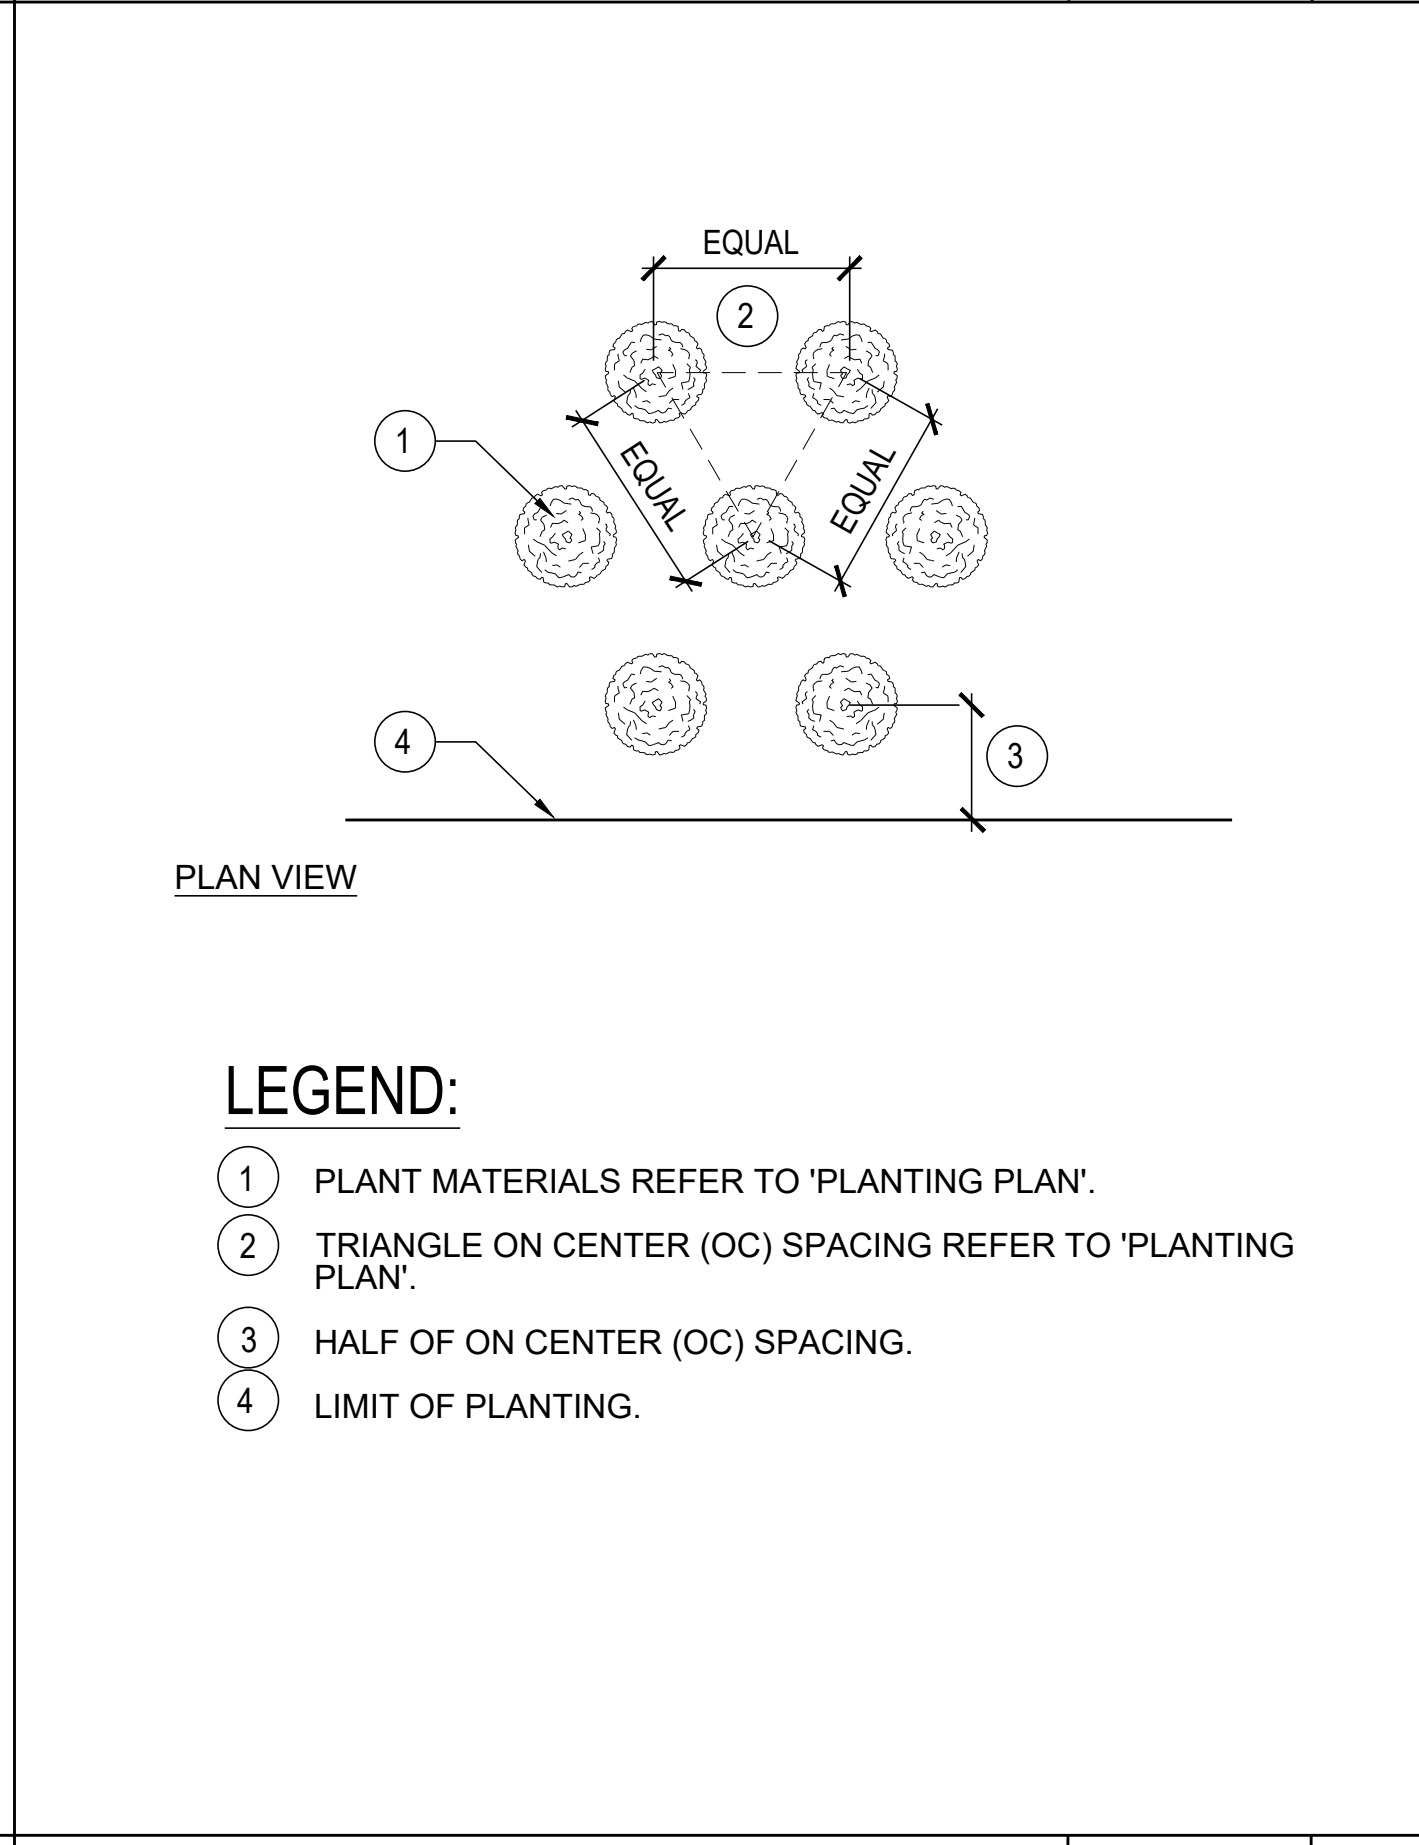 EQUAL
2
1
EQUAL
EQUAL
4
3
PLAN VIEW
LEGEND:
1 PLANT MATERIALS REFER TO 'PLANTING PLAN'.
2 TRIANGLE ON CENTER (OC) SPACING REFER TO 'PLANTING
PLAN'.
3 HALF OF ON CENTER (OC) SPACING.
4 LIMIT OF PLANTING.